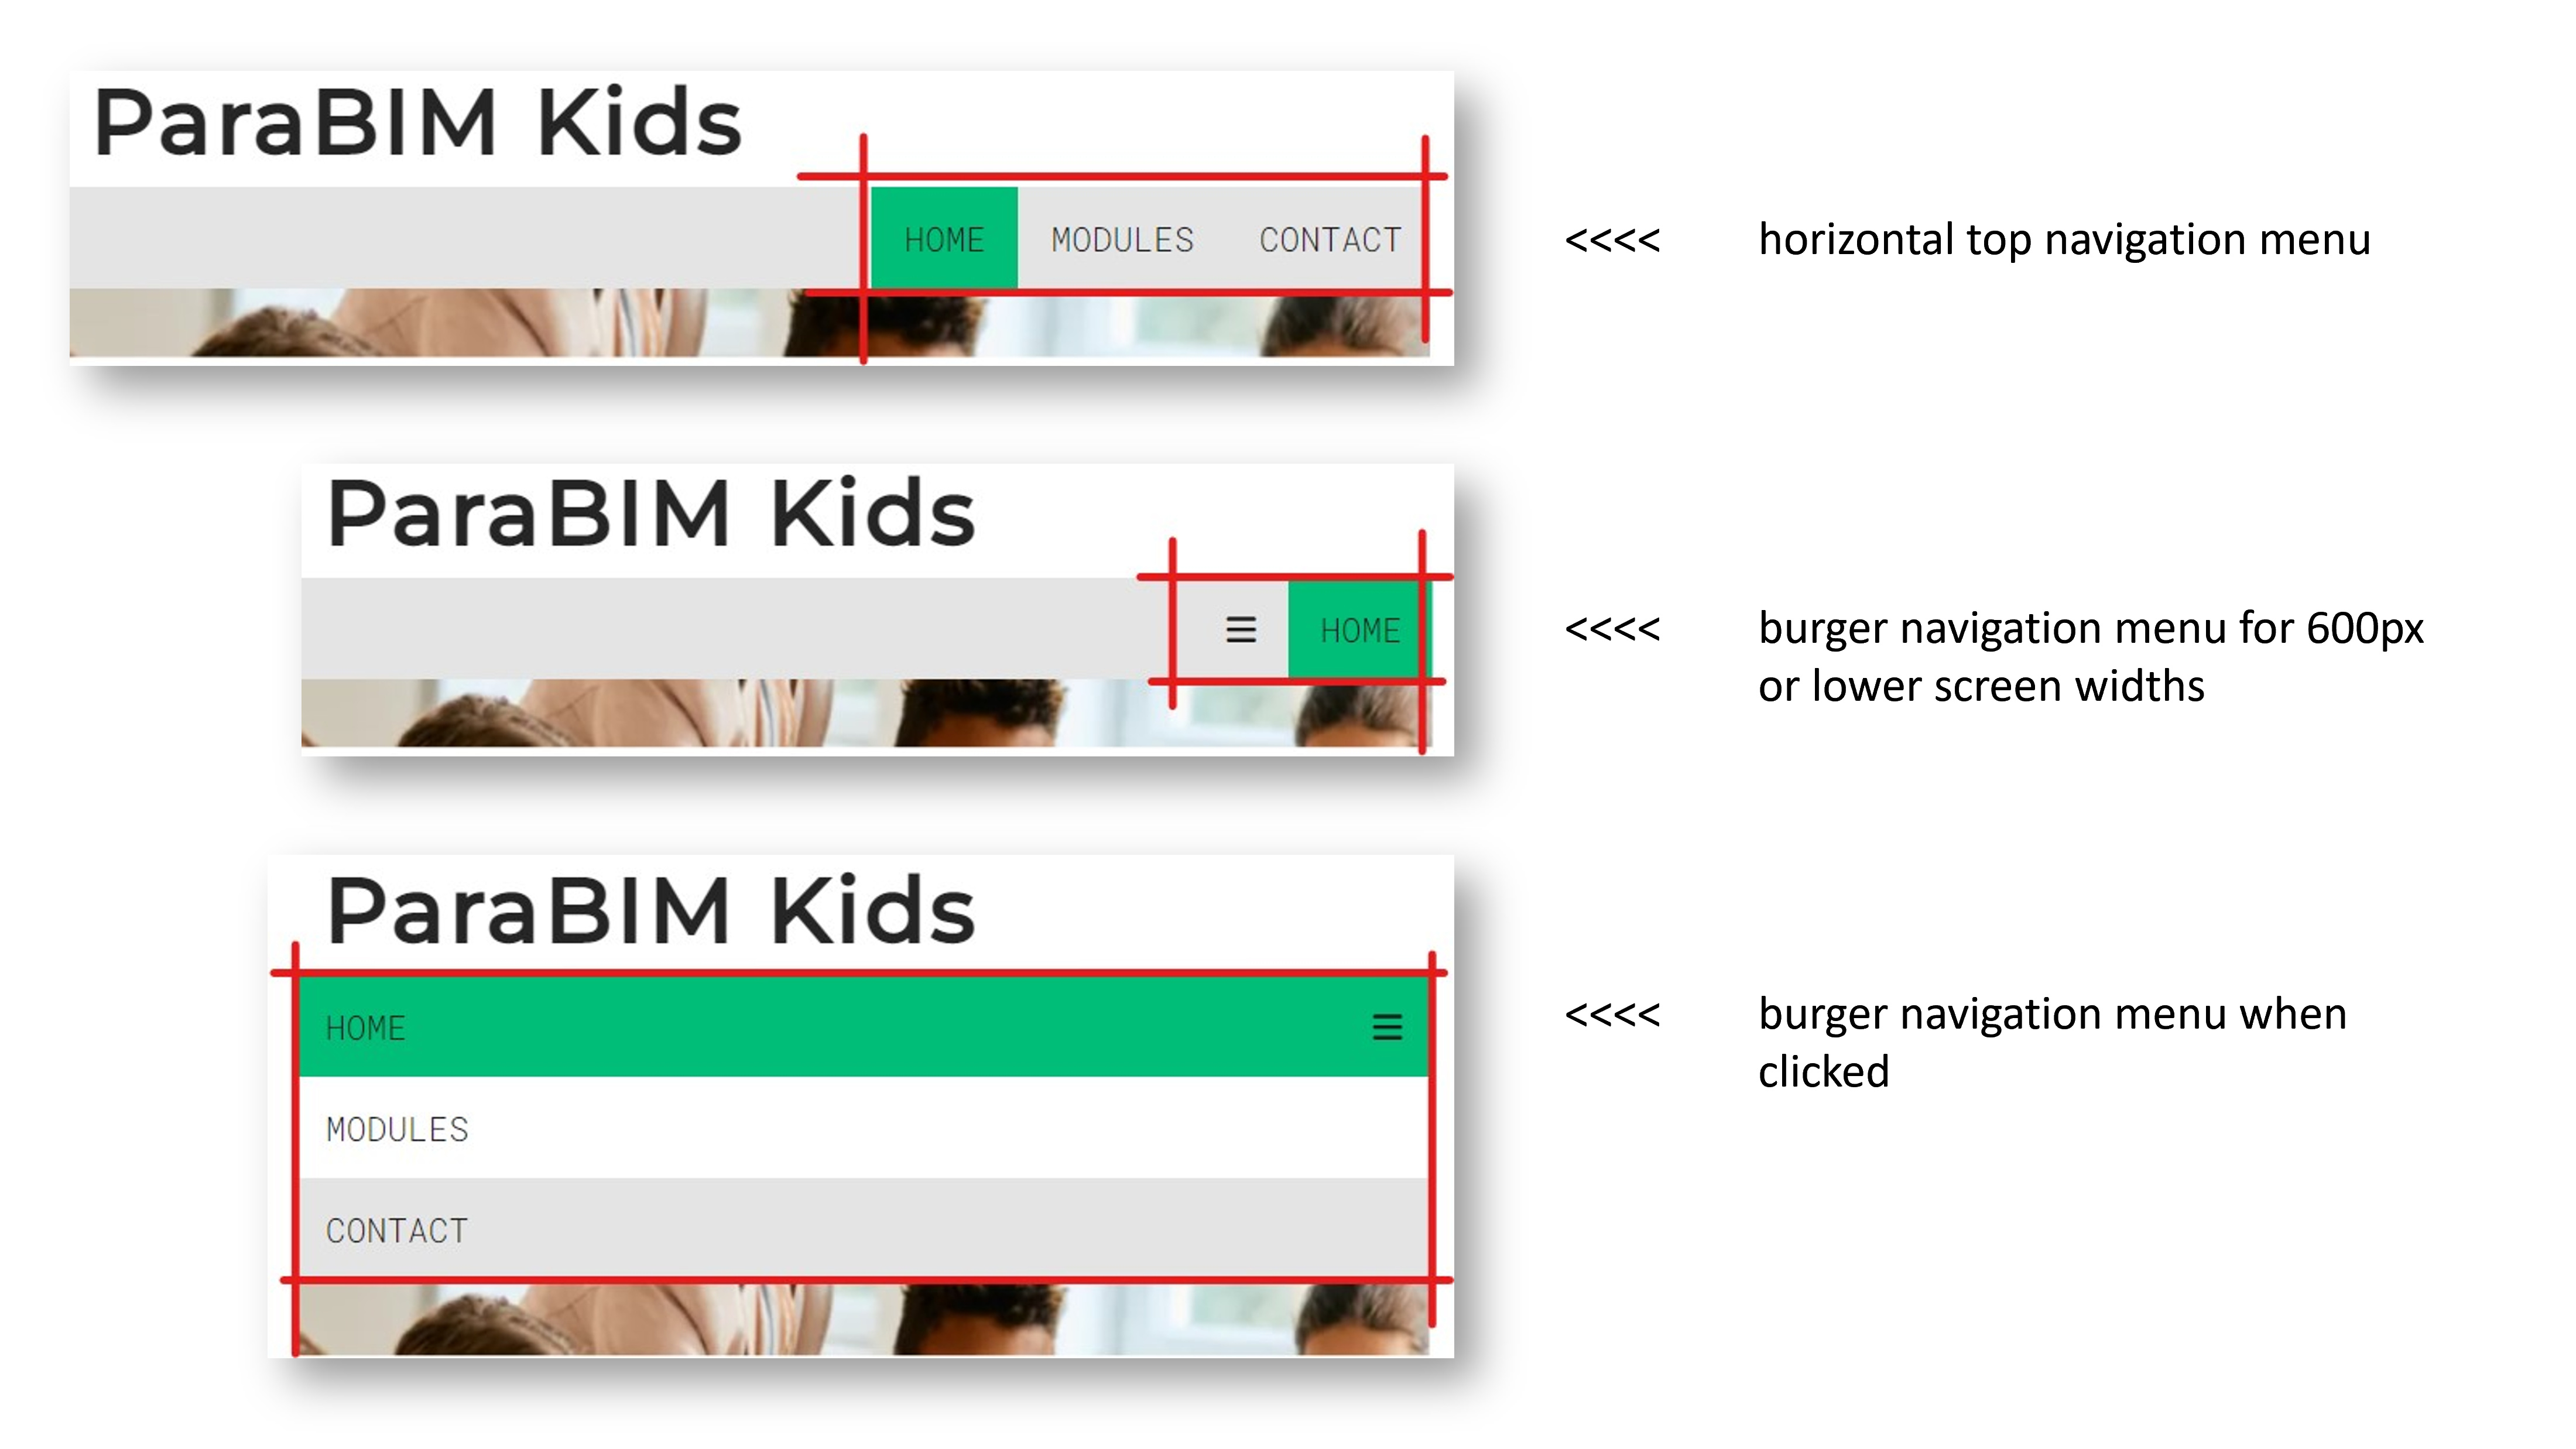 ParaBIM Kids
HOME MODULES CONTACT
<<<< horizontal top navigation menu
ParaBIM Kids
☰ HOME
<<<< burger navigation menu for 600px
or lower screen widths
ParaBIM Kids
HOME ☰
MODULES
CONTACT
<<<< burger navigation menu when
clicked